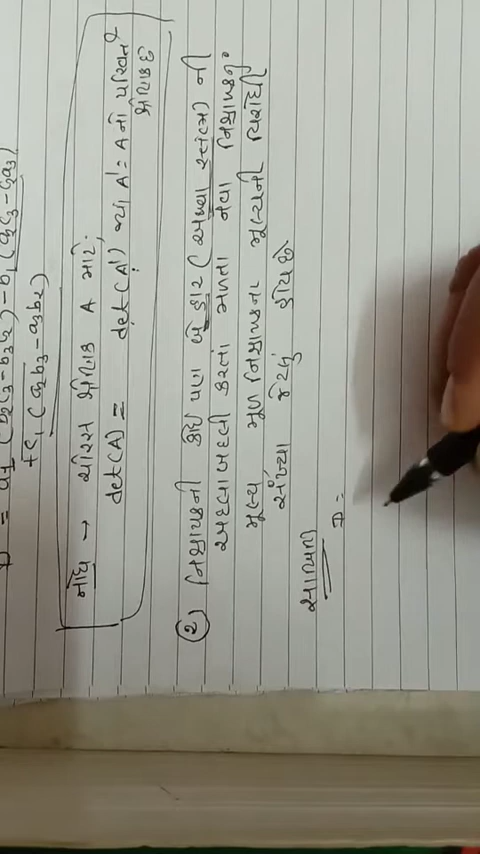 D = a₁ (b₂c₃ - b₃c₂) - b₁ (a₂c₃ - c₂a₃)
+c₁ (a₂b₃ - a₃b₂)
નોંધ → ચોરસ શ્રેણિક A માટે;
det(A) = det(A') જ્યાં A' = A નો પરિવર્ત
શ્રેણિક છે
(2) નિશ્ચાયકની કોઇ પણ બે હાર (અથવા સ્તંભ) ની
અદલાબદલી કરતાં મળતા નવા નિશ્ચાયકનું
મૂલ્ય મૂળ નિશ્ચાયકના મૂલ્યની વિરોધી
સંખ્યા જેટલું હોય છે.
સાબિતી
D =